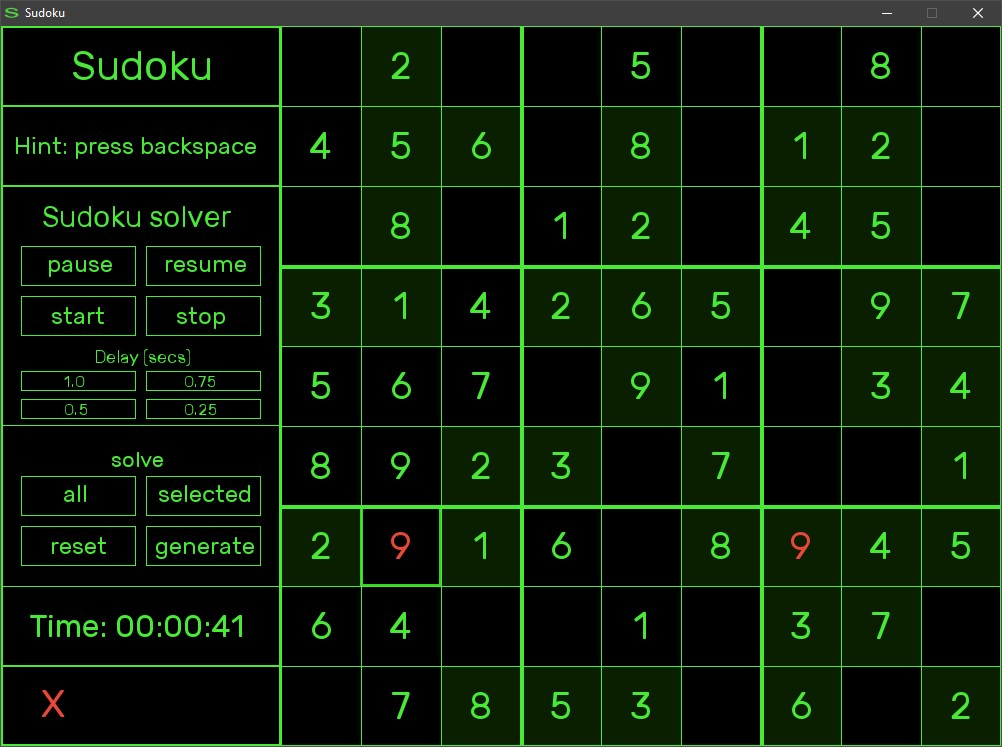 Sudoku
Sudoku
Hint: press backspace
Sudoku solver
pause resume
start stop
Delay (secs)
1.0 0.75
0.5 0.25
solve
all selected
reset generate
Time: 00:00:41
X
2 5 8
4 5 6 8 1 2
8 1 2 4 5
3 1 4 2 6 5 9 7
5 6 7 9 1 3 4
8 9 2 3 7 1
2 9 1 6 8 9 4 5
6 4 1 3 7
7 8 5 3 6 2